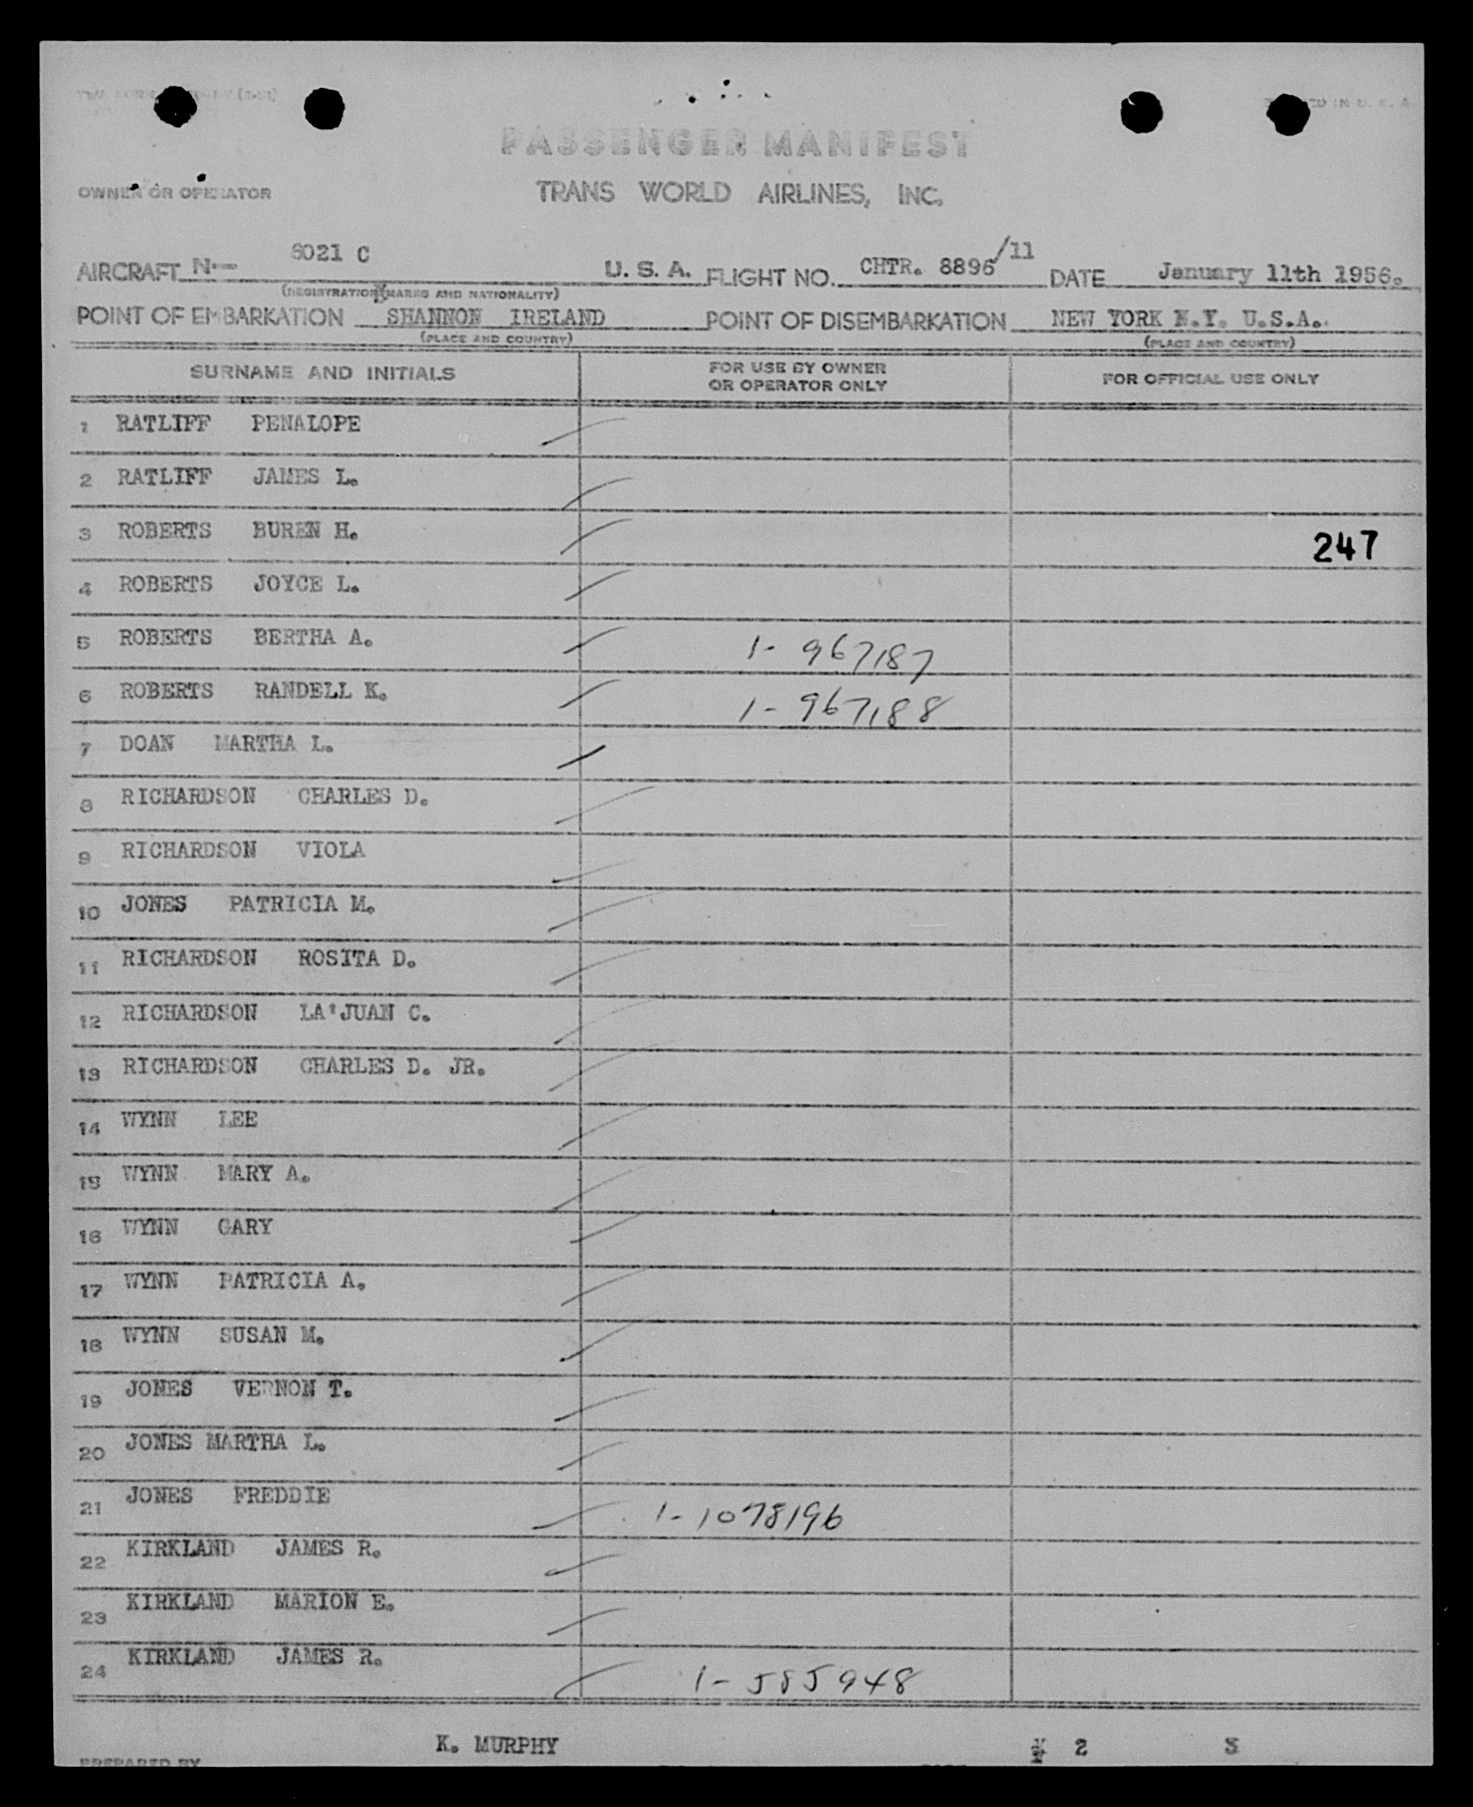 PASSENGER MANIFEST
OWNER OR OPERATOR TRANS WORLD AIRLINES, INC.
AIRCRAFT N- 6021 C U. S. A. FLIGHT NO. CHTR. 8896/11 DATE January 11th 1956.
(REGISTRATION MARKS AND NATIONALITY)
POINT OF EMBARKATION SHANNON IRELAND POINT OF DISEMBARKATION NEW YORK N.Y. U.S.A.
(PLACE AND COUNTRY) (PLACE AND COUNTRY)
SURNAME AND INITIALS FOR USE BY OWNER OR OPERATOR ONLY FOR OFFICIAL USE ONLY
1 RATLIFF PENALOPE
2 RATLIFF JAMES L.
3 ROBERTS BUREN H. 247
4 ROBERTS JOYCE L.
5 ROBERTS BERTHA A. 1- 967187
6 ROBERTS RANDELL K. 1- 967188
7 DOAN MARTHA L.
8 RICHARDSON CHARLES D.
9 RICHARDSON VIOLA
10 JONES PATRICIA M.
11 RICHARDSON ROSITA D.
12 RICHARDSON LA'JUAN C.
13 RICHARDSON CHARLES D. JR.
14 WYNN LEE
15 WYNN MARY A.
16 WYNN GARY
17 WYNN PATRICIA A.
18 WYNN SUSAN M.
19 JONES VERNON T.
20 JONES MARTHA L.
21 JONES FREDDIE 1-1078196
22 KIRKLAND JAMES R.
23 KIRKLAND MARION E.
24 KIRKLAND JAMES R. 1-585948
K. MURPHY 2 3
PREPARED BY